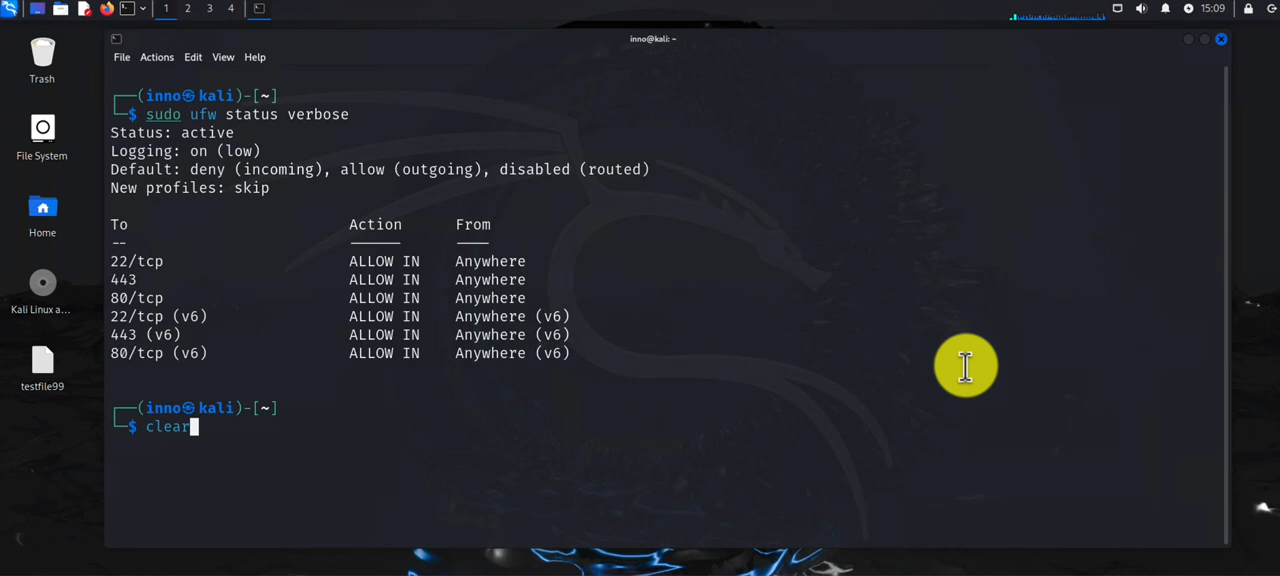 1 2 3 4 15:09
inno@kali: ~
File Actions Edit View Help
Trash
File System
Home
Kali Linux a...
testfile99
┌──(inno㉿kali)-[~]
└─$ sudo ufw status verbose
Status: active
Logging: on (low)
Default: deny (incoming), allow (outgoing), disabled (routed)
New profiles: skip
To Action From
-- ------ ----
22/tcp ALLOW IN Anywhere
443 ALLOW IN Anywhere
80/tcp ALLOW IN Anywhere
22/tcp (v6) ALLOW IN Anywhere (v6)
443 (v6) ALLOW IN Anywhere (v6)
80/tcp (v6) ALLOW IN Anywhere (v6)
┌──(inno㉿kali)-[~]
└─$ clear